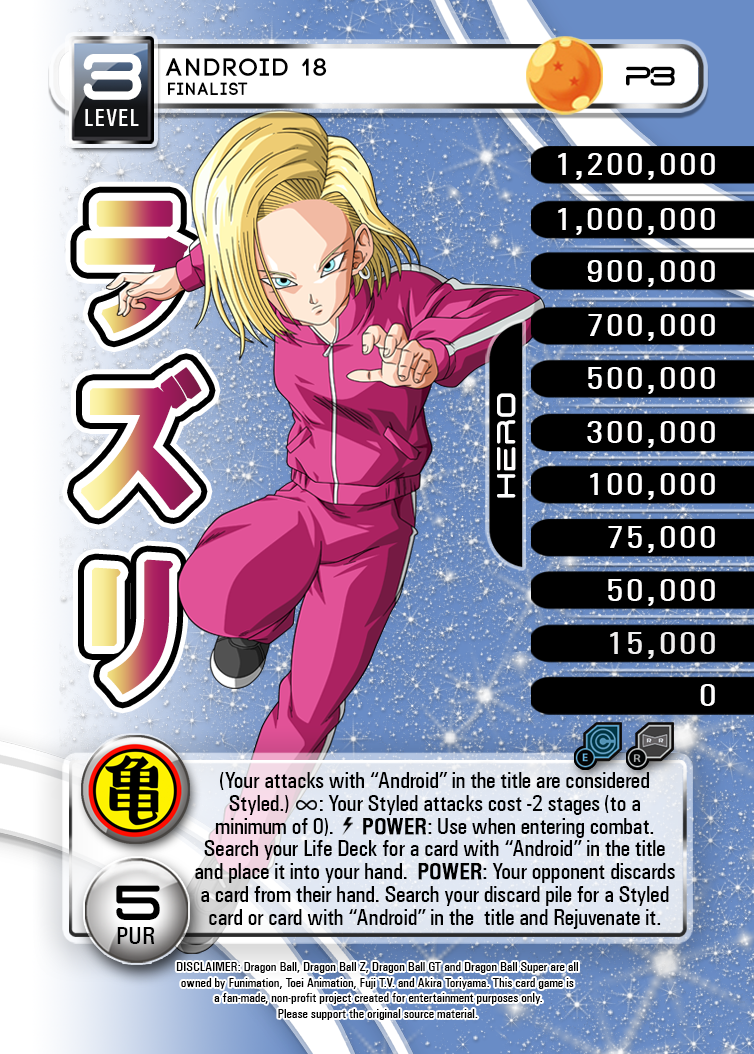 3
LEVEL
ANDROID 18
FINALIST
P3
1,200,000
1,000,000
900,000
700,000
500,000
300,000
100,000
75,000
50,000
15,000
0
HERO
ラズリ
亀
E
R
R R
5
PUR
(Your attacks with “Android” in the title are considered
Styled.) ∞: Your Styled attacks cost -2 stages (to a
minimum of 0). ⚡ POWER: Use when entering combat.
Search your Life Deck for a card with “Android” in the title
and place it into your hand. POWER: Your opponent discards
a card from their hand. Search your discard pile for a Styled
card or card with “Android” in the title and Rejuvenate it.
DISCLAIMER: Dragon Ball, Dragon Ball Z, Dragon Ball GT and Dragon Ball Super are all
owned by Funimation, Toei Animation, Fuji T.V. and Akira Toriyama. This card game is
a fan-made, non-profit project created for entertainment purposes only.
Please support the original source material.